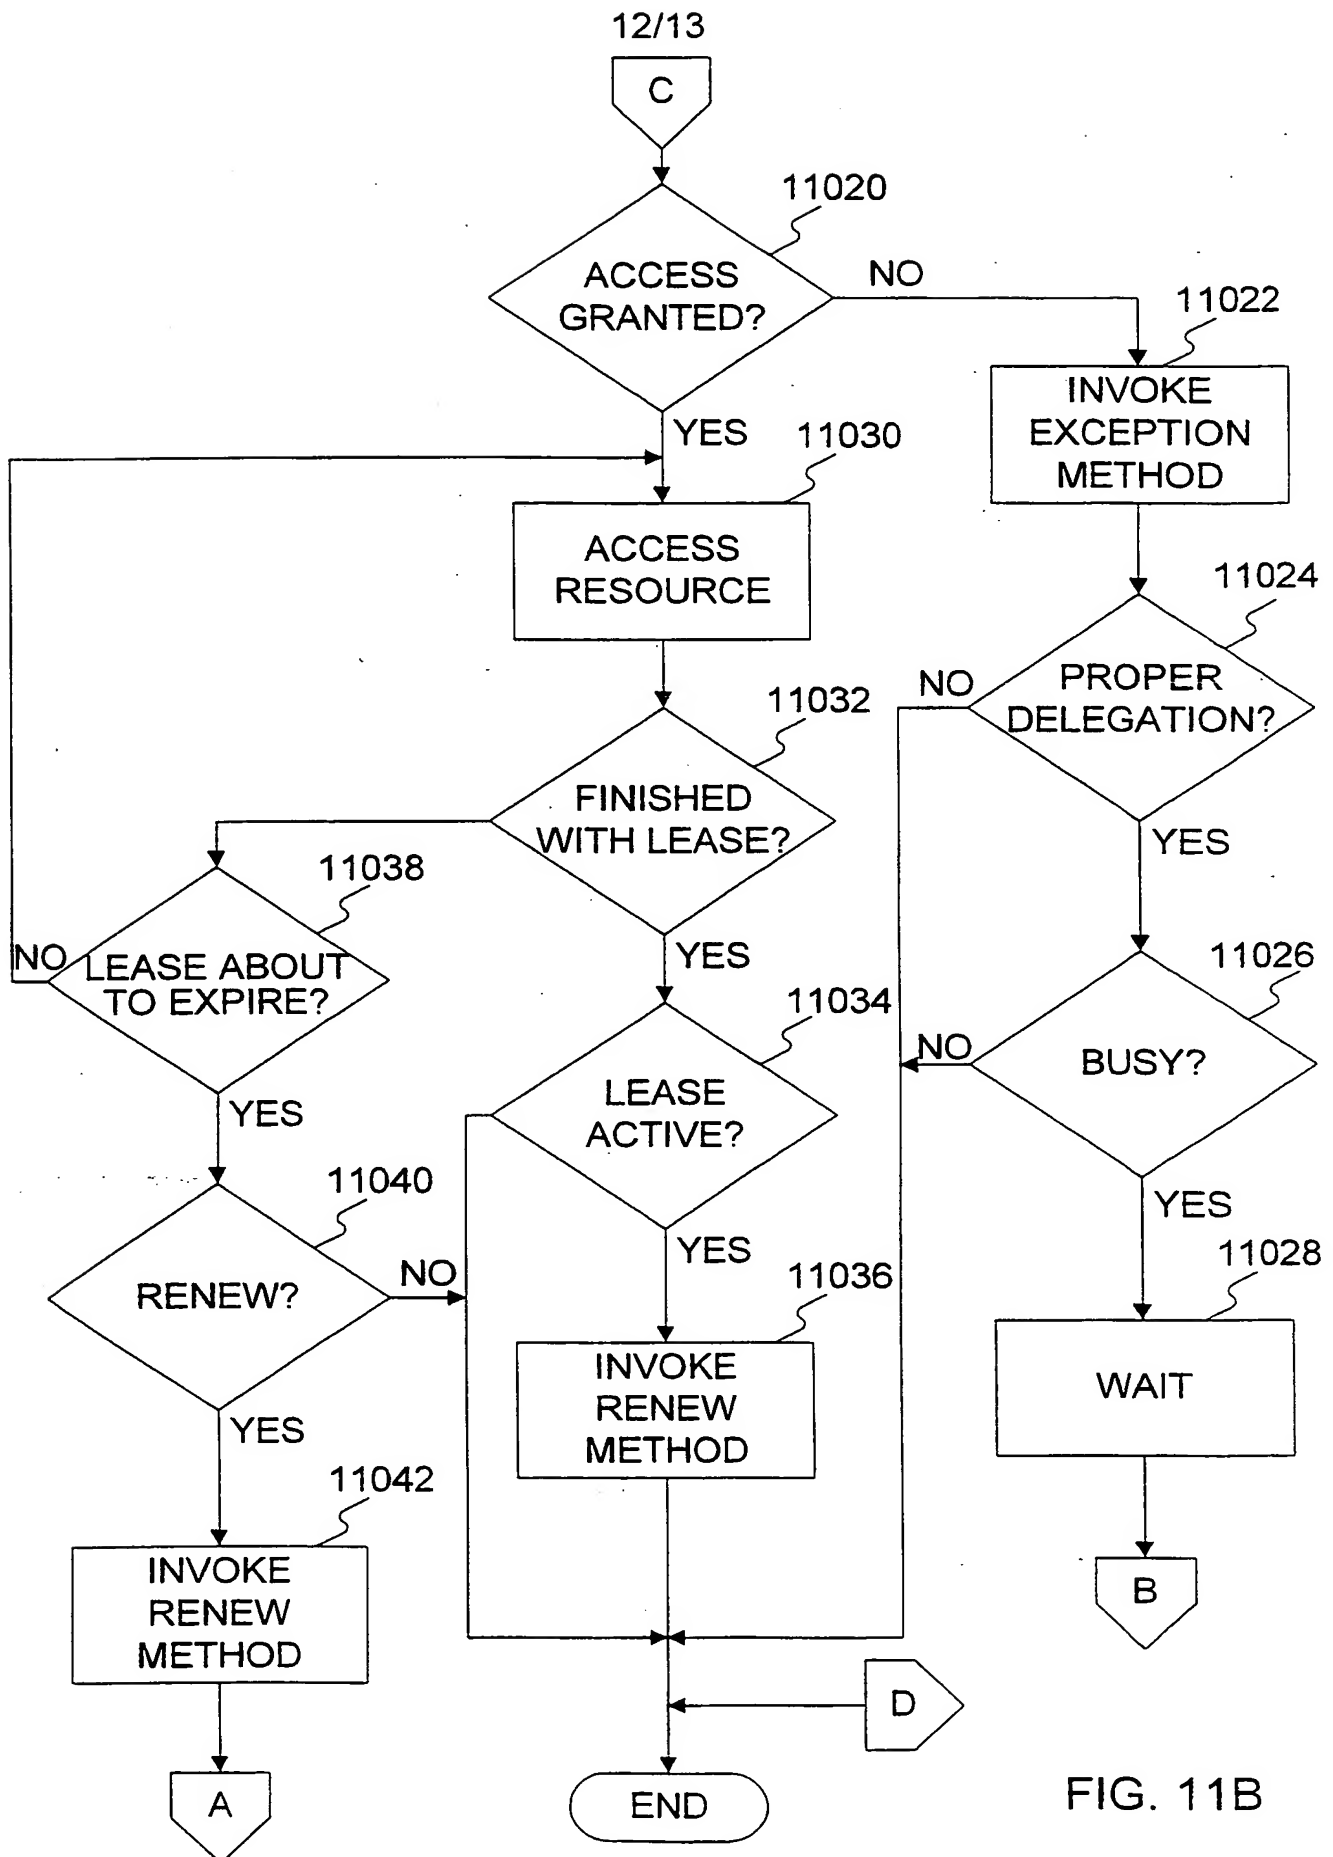 12/13
C
11020
ACCESS
GRANTED?
NO
11022
INVOKE
EXCEPTION
METHOD
YES
11030
ACCESS
RESOURCE
11024
PROPER
DELEGATION?
NO
YES
11032
FINISHED
WITH LEASE?
YES
11038
LEASE ABOUT
TO EXPIRE?
NO
YES
11034
LEASE
ACTIVE?
YES
11026
BUSY?
NO
YES
11040
RENEW?
NO
YES
11036
INVOKE
RENEW
METHOD
11028
WAIT
B
11042
INVOKE
RENEW
METHOD
A
D
END
FIG. 11B